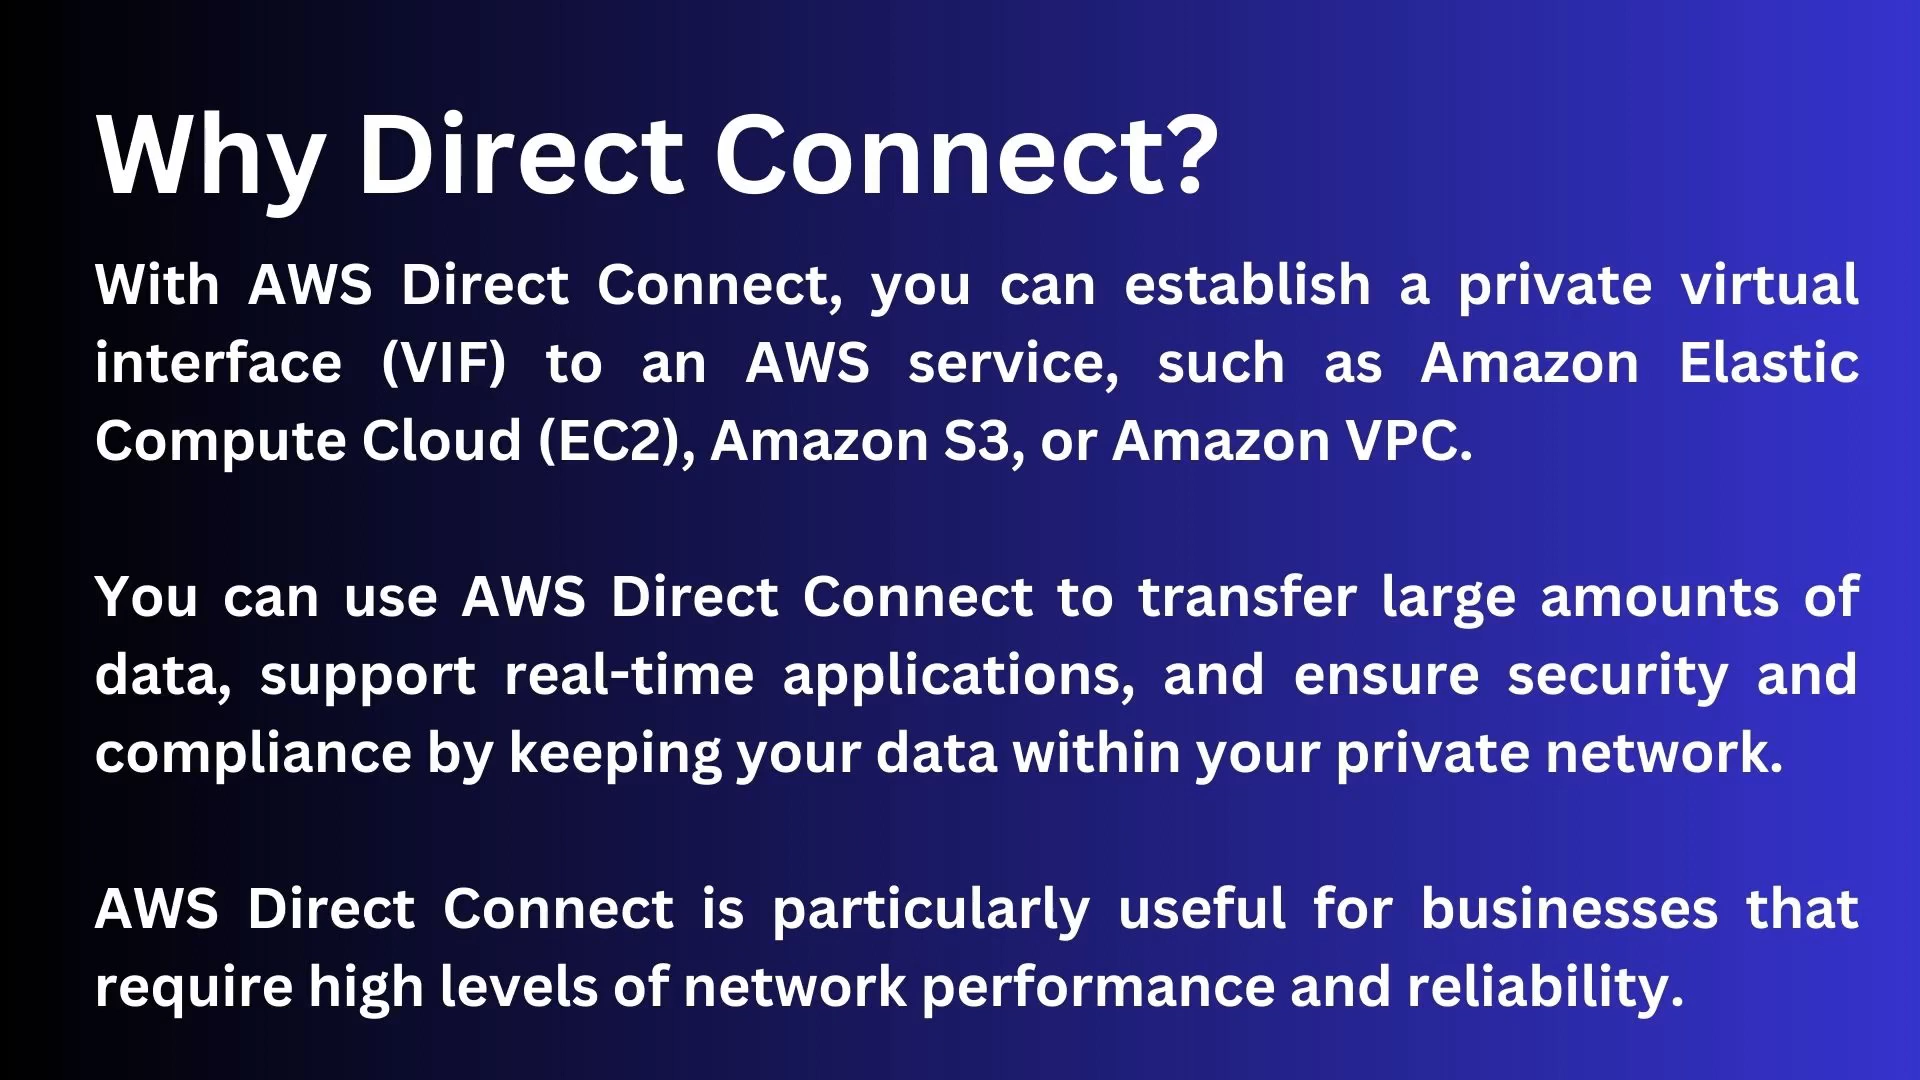 Why Direct Connect?
With AWS Direct Connect, you can establish a private virtual
interface (VIF) to an AWS service, such as Amazon Elastic
Compute Cloud (EC2), Amazon S3, or Amazon VPC.
You can use AWS Direct Connect to transfer large amounts of
data, support real-time applications, and ensure security and
compliance by keeping your data within your private network.
AWS Direct Connect is particularly useful for businesses that
require high levels of network performance and reliability.